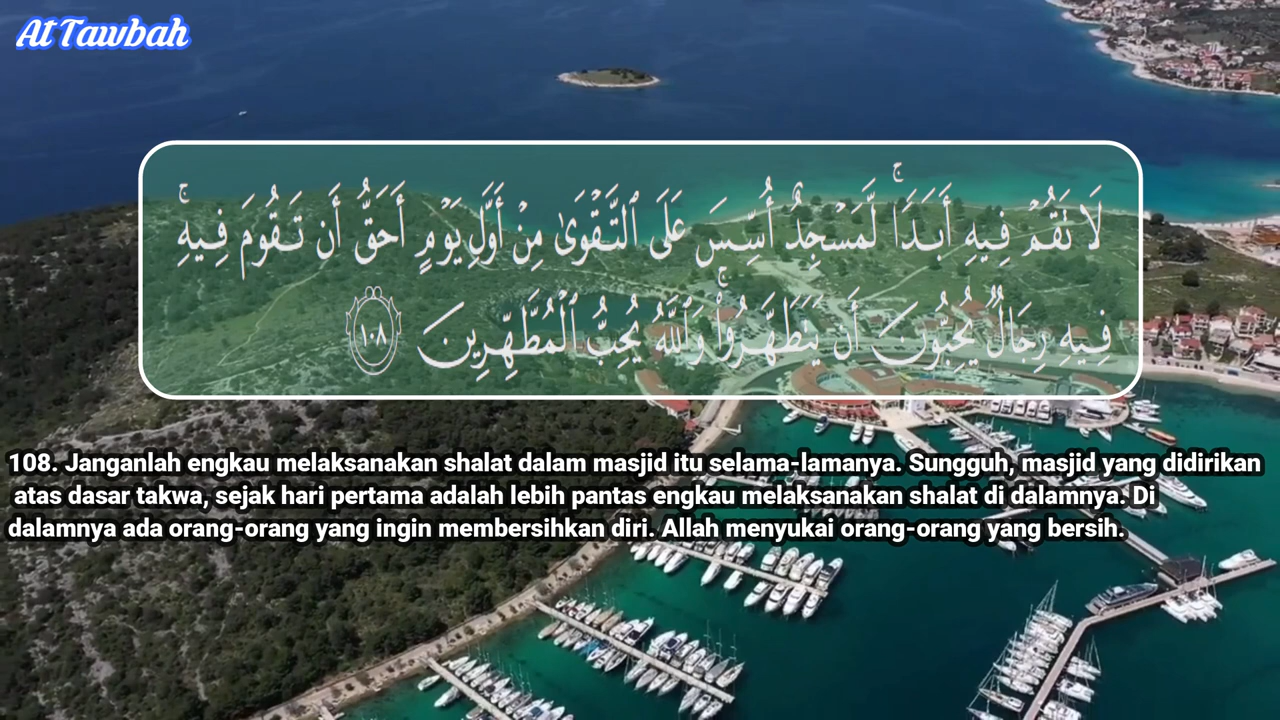 At Tawbah
لَا تَقُمْ فِيهِ أَبَدًا ۚ لَّمَسْجِدٌ أُسِّسَ عَلَى ٱلتَّقْوَىٰ مِنْ أَوَّلِ يَوْمٍ أَحَقُّ أَن تَقُومَ فِيهِ ۚ
فِيهِ رِجَالٌ يُحِبُّونَ أَن يَتَطَهَّرُوا۟ ۚ وَٱللَّهُ يُحِبُّ ٱلْمُطَّهِّرِينَ ١٠٨
108. Janganlah engkau melaksanakan shalat dalam masjid itu selama-lamanya. Sungguh, masjid yang didirikan
atas dasar takwa, sejak hari pertama adalah lebih pantas engkau melaksanakan shalat di dalamnya. Di
dalamnya ada orang-orang yang ingin membersihkan diri. Allah menyukai orang-orang yang bersih.